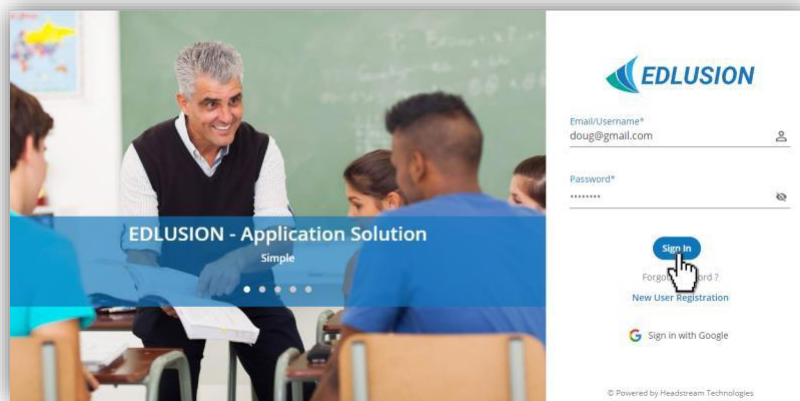 EDLUSION - Application Solution
Simple
EDLUSION
Email/Username*
doug@gmail.com
Password*
••••••••
Sign In
?
New User Registration
Sign in with Google
© Powered by Headstream Technologies